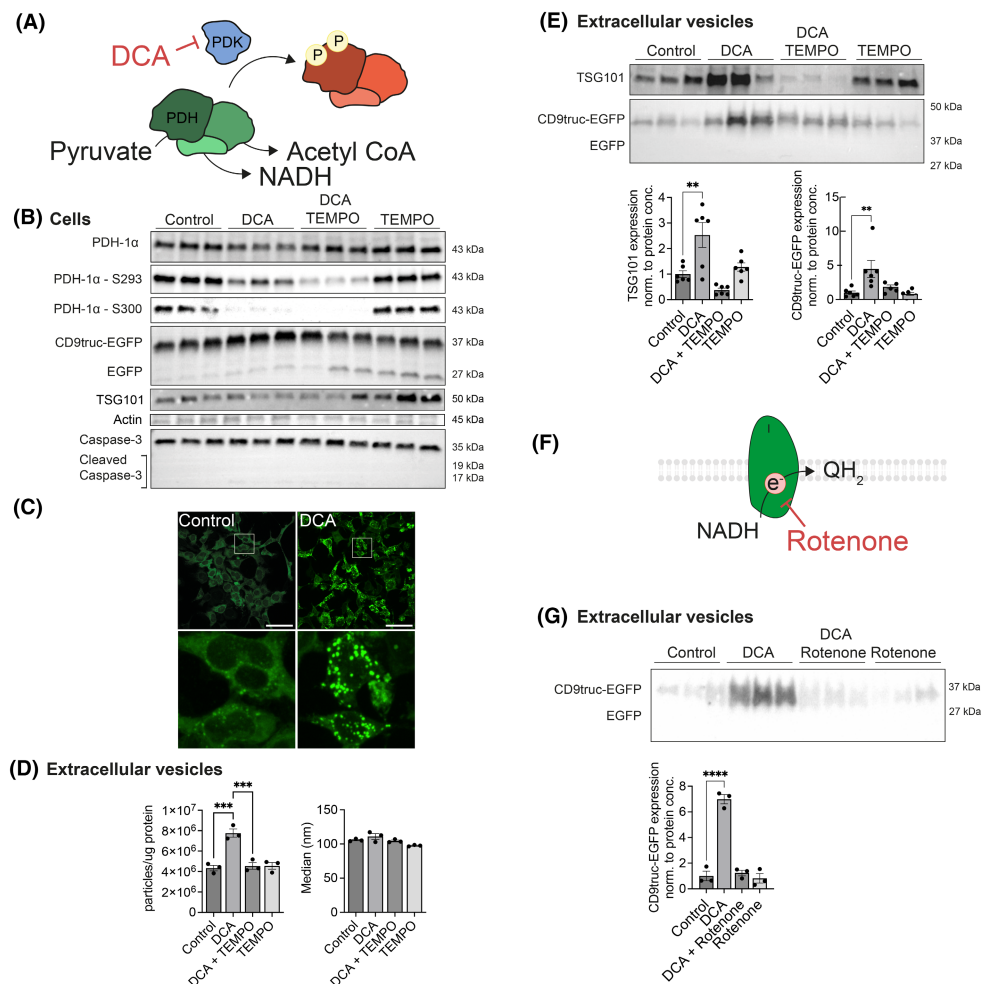 (A)
DCA
PDK
P
P
PDH
Pyruvate
Acetyl CoA
NADH
(B) Cells
Control
DCA
DCA
TEMPO
TEMPO
PDH-1α
43 kDa
PDH-1α - S293
43 kDa
PDH-1α - S300
43 kDa
CD9truc-EGFP
37 kDa
EGFP
27 kDa
TSG101
50 kDa
Actin
45 kDa
Caspase-3
35 kDa
Cleaved
Caspase-3
19 kDa
17 kDa
(C)
Control
DCA
(D) Extracellular vesicles
particles/ug protein
1×10⁷
8×10⁶
6×10⁶
4×10⁶
2×10⁶
0
***
***
Control
DCA
DCA + TEMPO
TEMPO
Median (nm)
150
100
50
0
Control
DCA
DCA + TEMPO
TEMPO
(E) Extracellular vesicles
Control
DCA
DCA
TEMPO
TEMPO
TSG101
CD9truc-EGFP
EGFP
50 kDa
37 kDa
27 kDa
TSG101 expression
norm. to protein conc.
4
3
2
1
0
**
Control
DCA
DCA + TEMPO
TEMPO
CD9truc-EGFP expression
norm. to protein conc.
15
10
5
0
**
Control
DCA
DCA + TEMPO
TEMPO
(F)
I
e⁻
QH₂
NADH
Rotenone
(G) Extracellular vesicles
Control
DCA
DCA
Rotenone
Rotenone
CD9truc-EGFP
EGFP
37 kDa
27 kDa
CD9truc-EGFP expression
norm. to protein conc.
8
6
4
2
0
****
Control
DCA
DCA + Rotenone
Rotenone